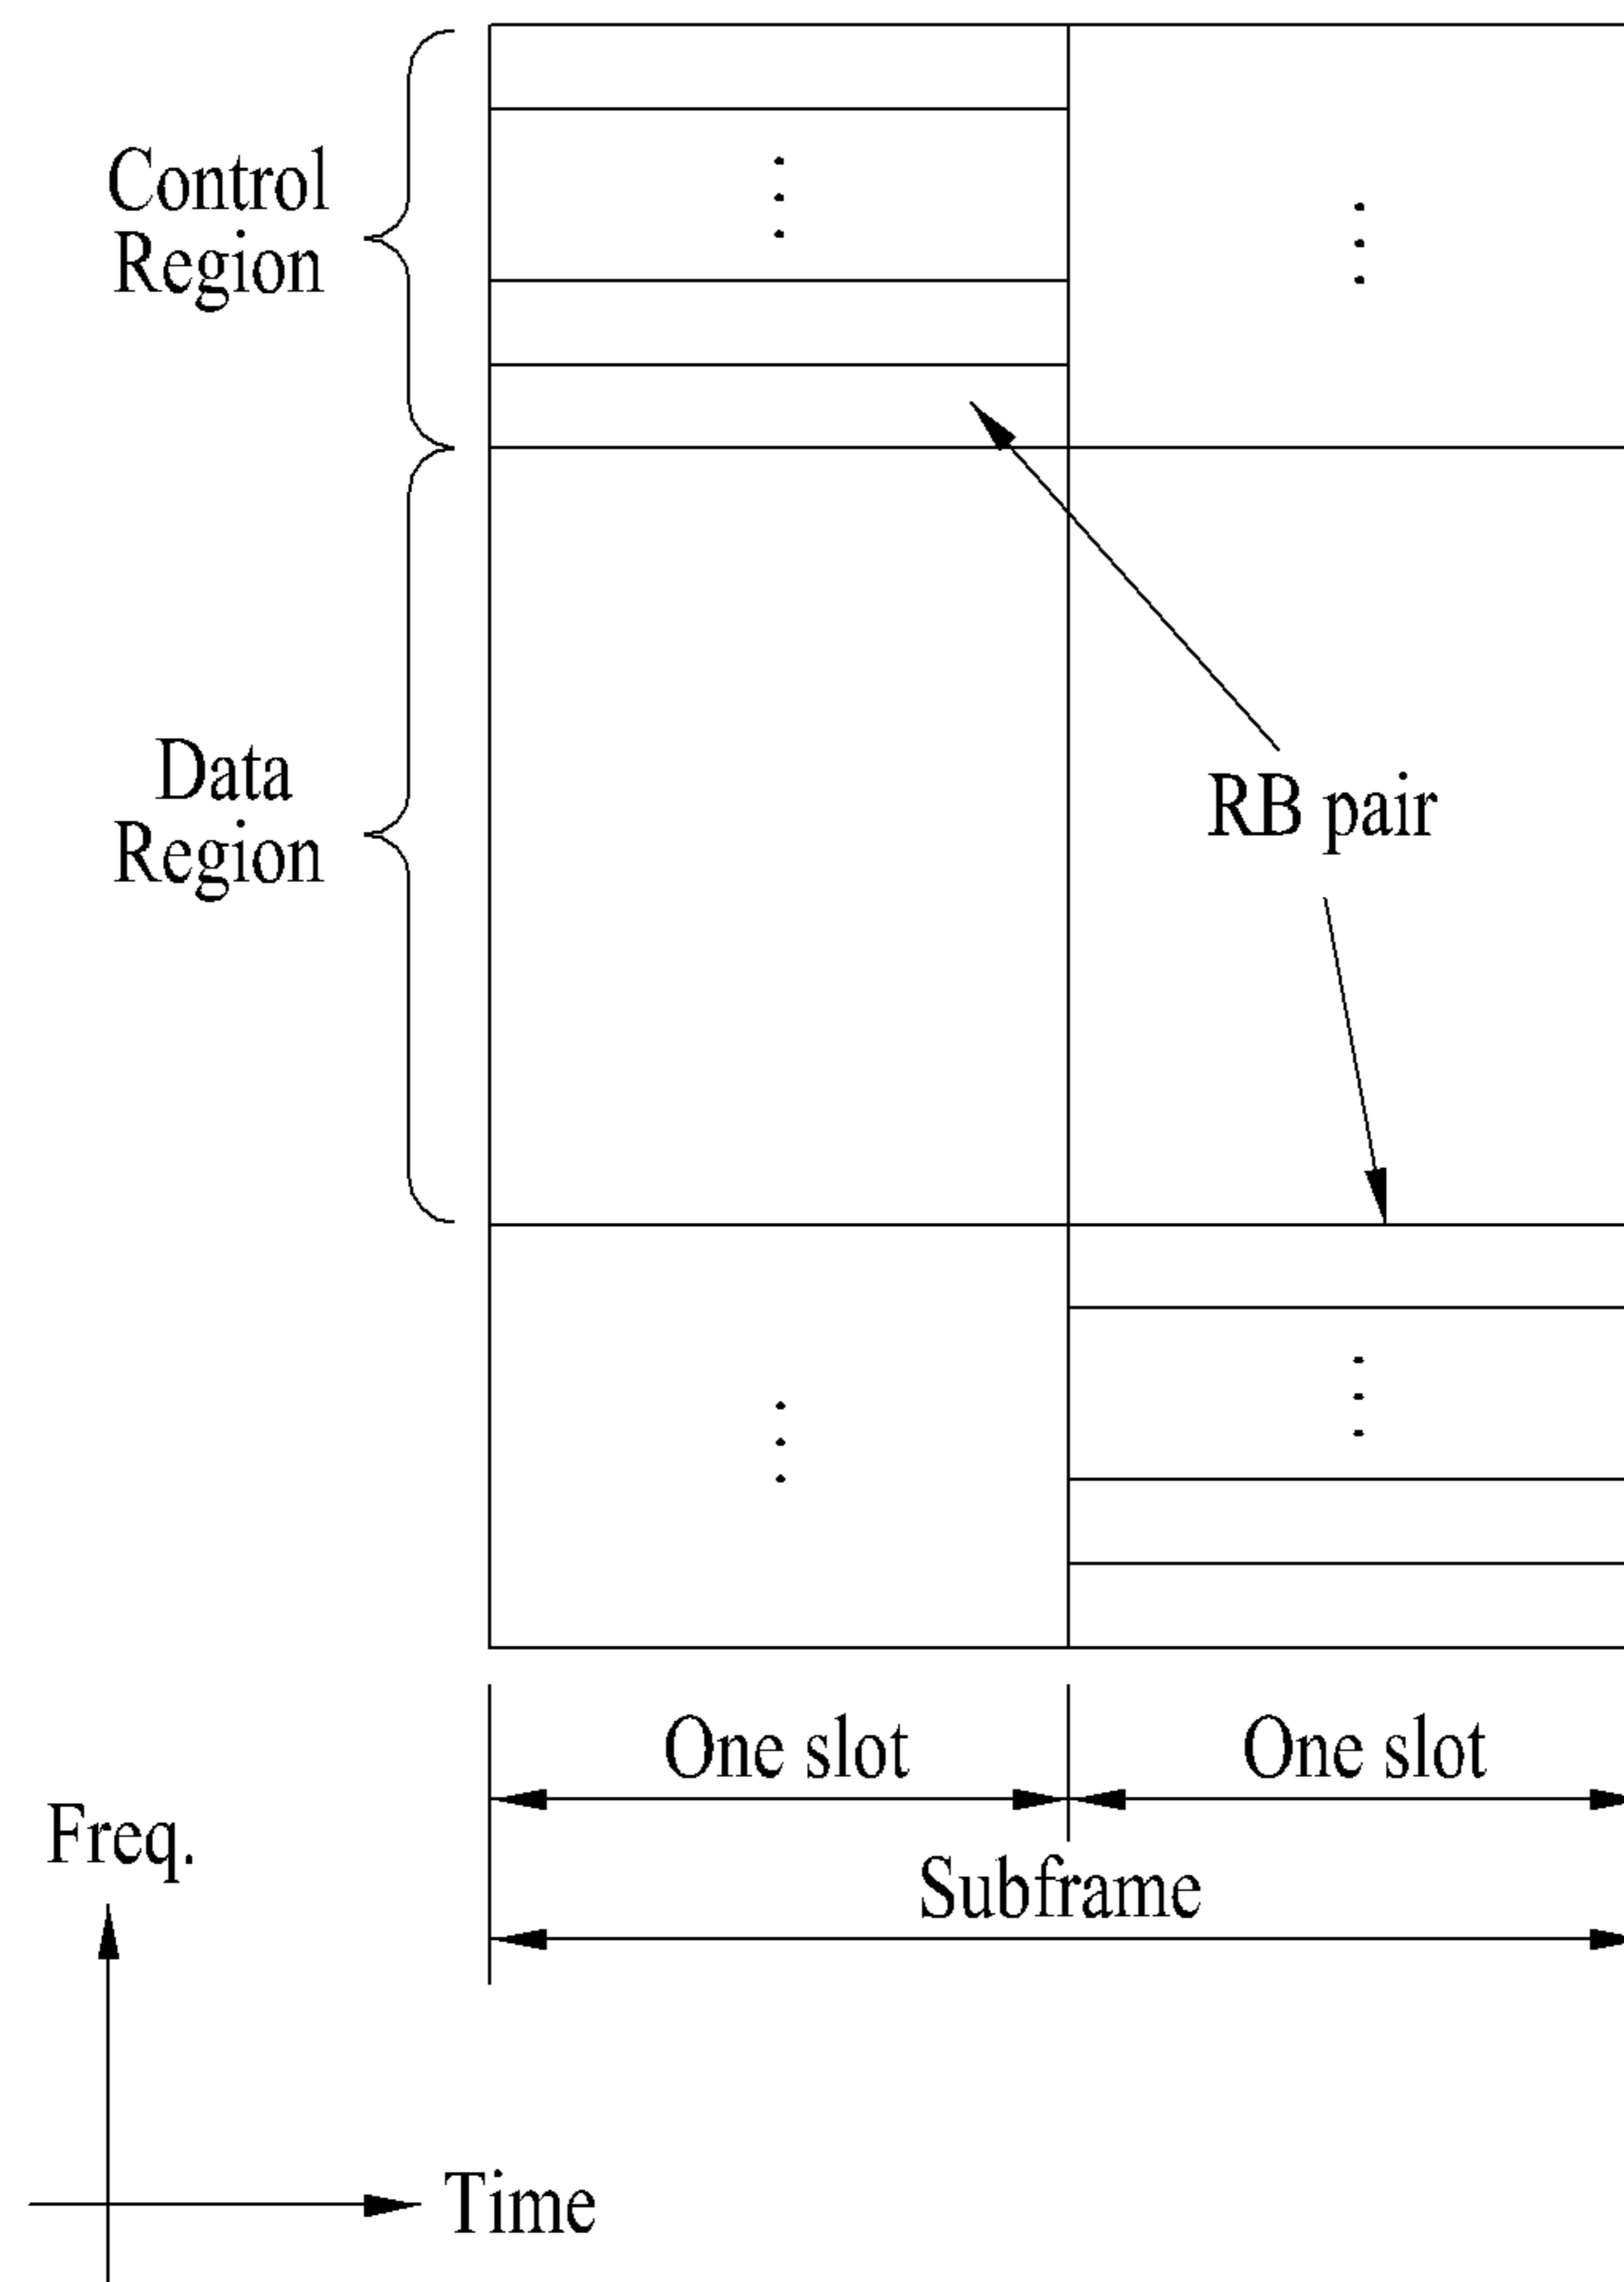 Control
Region
Data
Region
RB pair
One slot
One slot
Subframe
Freq.
Time